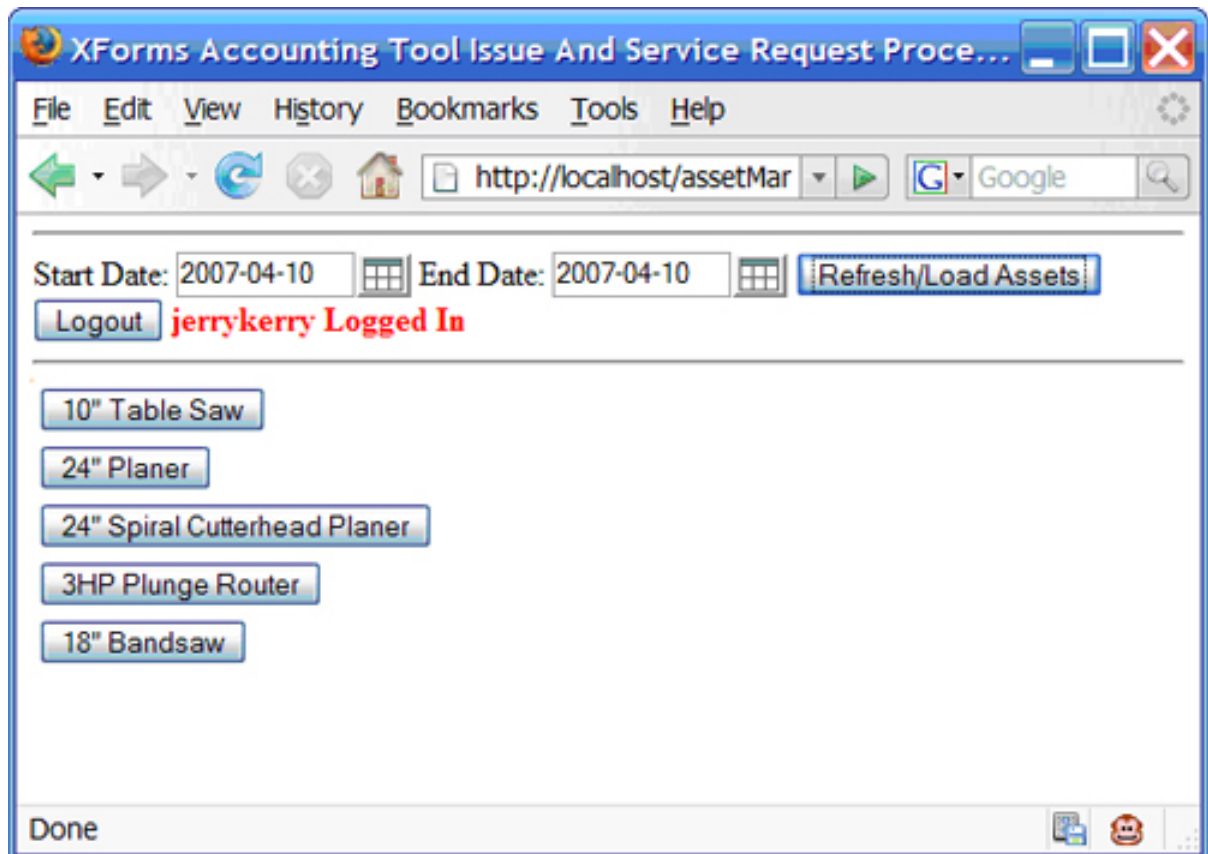 XForms Accounting Tool Issue And Service Request Proce...
File Edit View History Bookmarks Tools Help
http://localhost/assetMar G Google
Start Date: 2007-04-10 End Date: 2007-04-10 Refresh/Load Assets
Logout jerrykerry Logged In
10" Table Saw
24" Planer
24" Spiral Cutterhead Planer
3HP Plunge Router
18" Bandsaw
Done